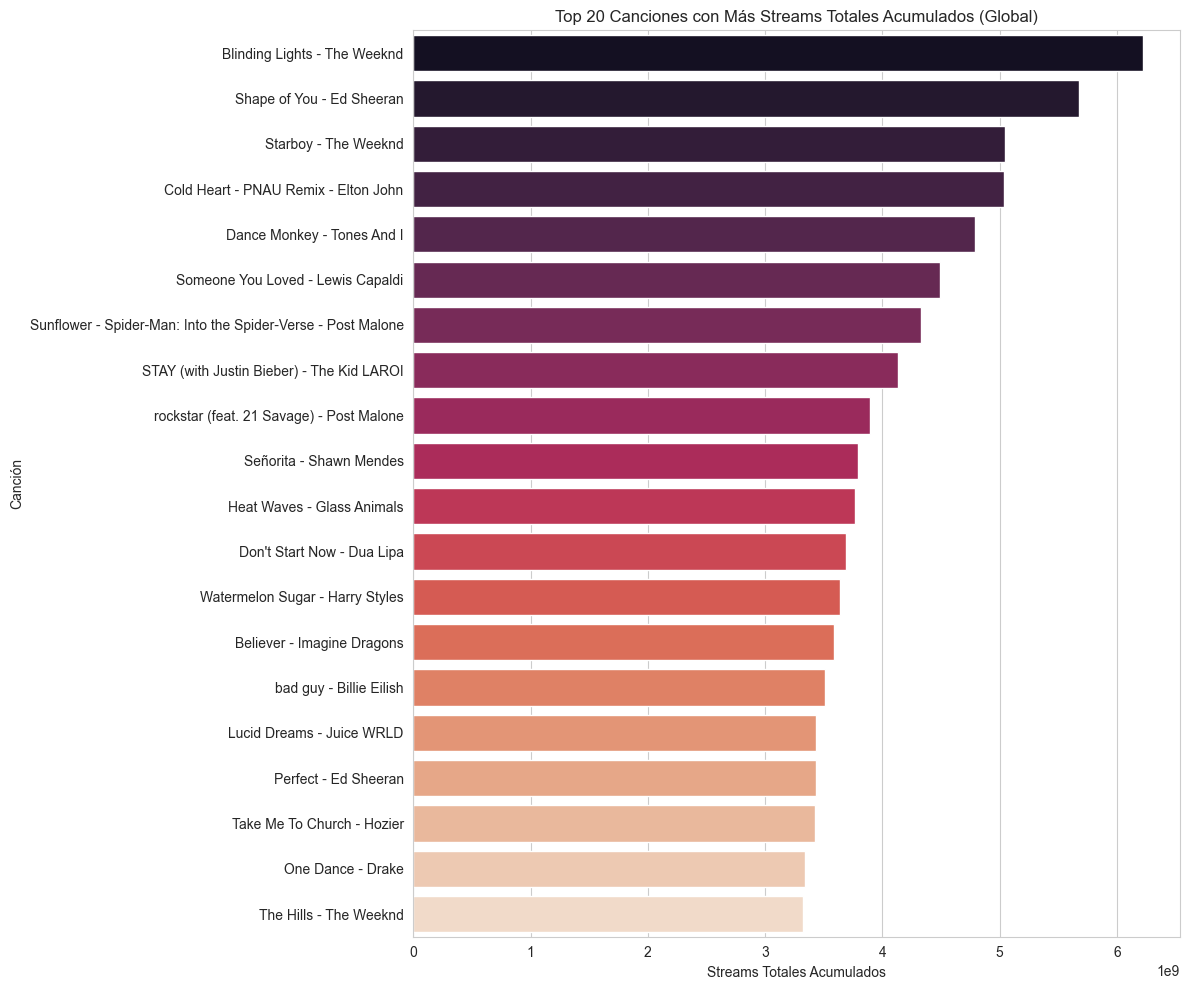 Top 20 Canciones con Más Streams Totales Acumulados (Global)
Canción
Blinding Lights - The Weeknd
Shape of You - Ed Sheeran
Starboy - The Weeknd
Cold Heart - PNAU Remix - Elton John
Dance Monkey - Tones And I
Someone You Loved - Lewis Capaldi
Sunflower - Spider-Man: Into the Spider-Verse - Post Malone
STAY (with Justin Bieber) - The Kid LAROI
rockstar (feat. 21 Savage) - Post Malone
Señorita - Shawn Mendes
Heat Waves - Glass Animals
Don't Start Now - Dua Lipa
Watermelon Sugar - Harry Styles
Believer - Imagine Dragons
bad guy - Billie Eilish
Lucid Dreams - Juice WRLD
Perfect - Ed Sheeran
Take Me To Church - Hozier
One Dance - Drake
The Hills - The Weeknd
0 1 2 3 4 5 6
Streams Totales Acumulados
1e9